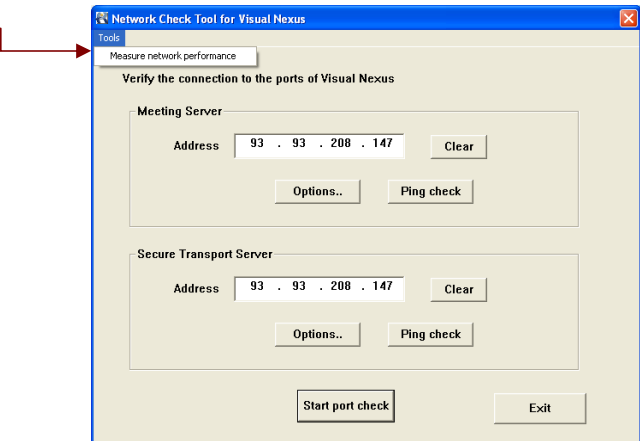 Network Check Tool for Visual Nexus
Tools
Measure network performance
Verify the connection to the ports of Visual Nexus
Meeting Server
Address 93 . 93 . 208 . 147 Clear
Options.. Ping check
Secure Transport Server
Address 93 . 93 . 208 . 147 Clear
Options.. Ping check
Start port check Exit